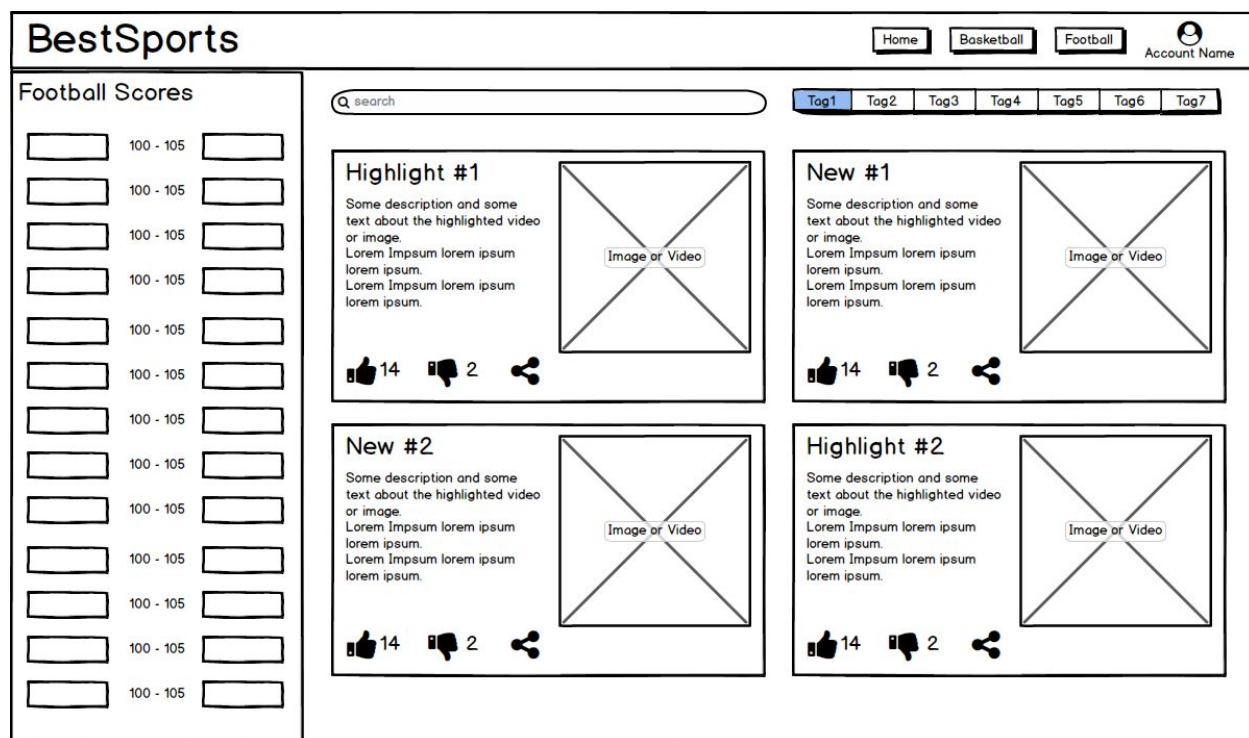 BestSports
Home
Basketball
Football
Account Name
Football Scores
100 - 105
100 - 105
100 - 105
100 - 105
100 - 105
100 - 105
100 - 105
100 - 105
100 - 105
100 - 105
100 - 105
100 - 105
100 - 105
search
Tag1
Tag2
Tag3
Tag4
Tag5
Tag6
Tag7
Highlight #1
Some description and some
text about the highlighted video
or image.
Lorem Impsum lorem ipsum
lorem ipsum.
Lorem Impsum lorem ipsum
lorem ipsum.
Image or Video
14
2
New #1
Some description and some
text about the highlighted video
or image.
Lorem Impsum lorem ipsum
lorem ipsum.
Lorem Impsum lorem ipsum
lorem ipsum.
Image or Video
14
2
New #2
Some description and some
text about the highlighted video
or image.
Lorem Impsum lorem ipsum
lorem ipsum.
Lorem Impsum lorem ipsum
lorem ipsum.
Image or Video
14
2
Highlight #2
Some description and some
text about the highlighted video
or image.
Lorem Impsum lorem ipsum
lorem ipsum.
Lorem Impsum lorem ipsum
lorem ipsum.
Image or Video
14
2